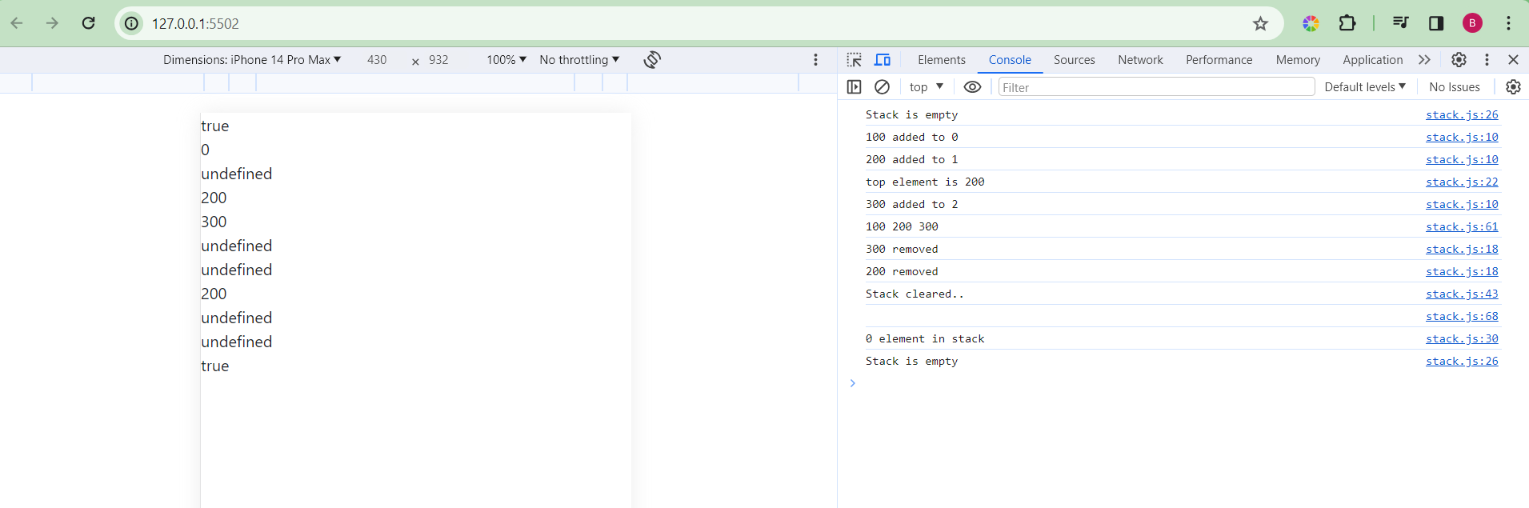 127.0.0.1:5502
B
Dimensions: iPhone 14 Pro Max 430 × 932 100% No throttling
Elements Console Sources Network Performance Memory Application
top Filter Default levels No Issues
true
0
undefined
200
300
undefined
undefined
200
undefined
undefined
true
Stack is empty stack.js:26
100 added to 0 stack.js:10
200 added to 1 stack.js:10
top element is 200 stack.js:22
300 added to 2 stack.js:10
100 200 300 stack.js:61
300 removed stack.js:18
200 removed stack.js:18
Stack cleared.. stack.js:43
stack.js:68
0 element in stack stack.js:30
Stack is empty stack.js:26